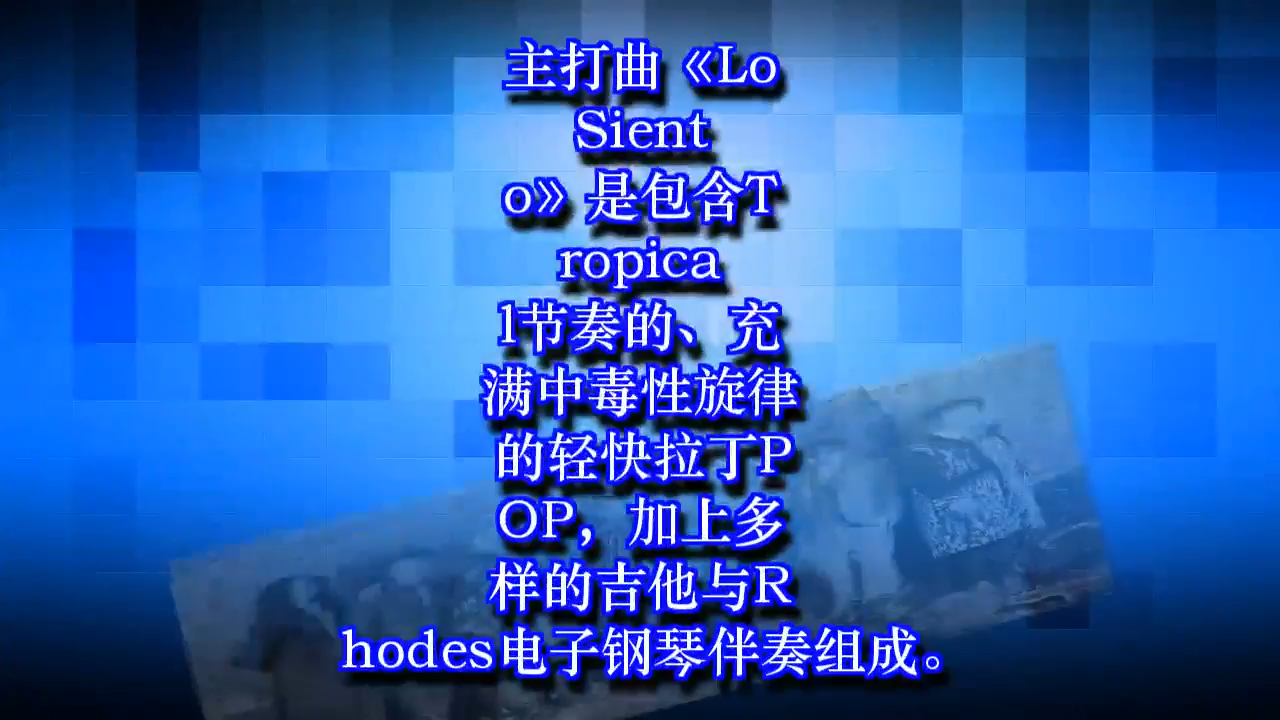 主打曲《Lo
Sient
o》是包含T
ropica
l节奏的、充
满中毒性旋律
的轻快拉丁P
OP，加上多
样的吉他与R
hodes电子钢琴伴奏组成。